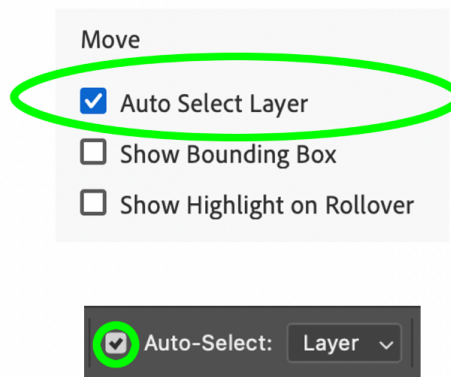 Move
Auto Select Layer
Show Bounding Box
Show Highlight on Rollover
Auto-Select: Layer